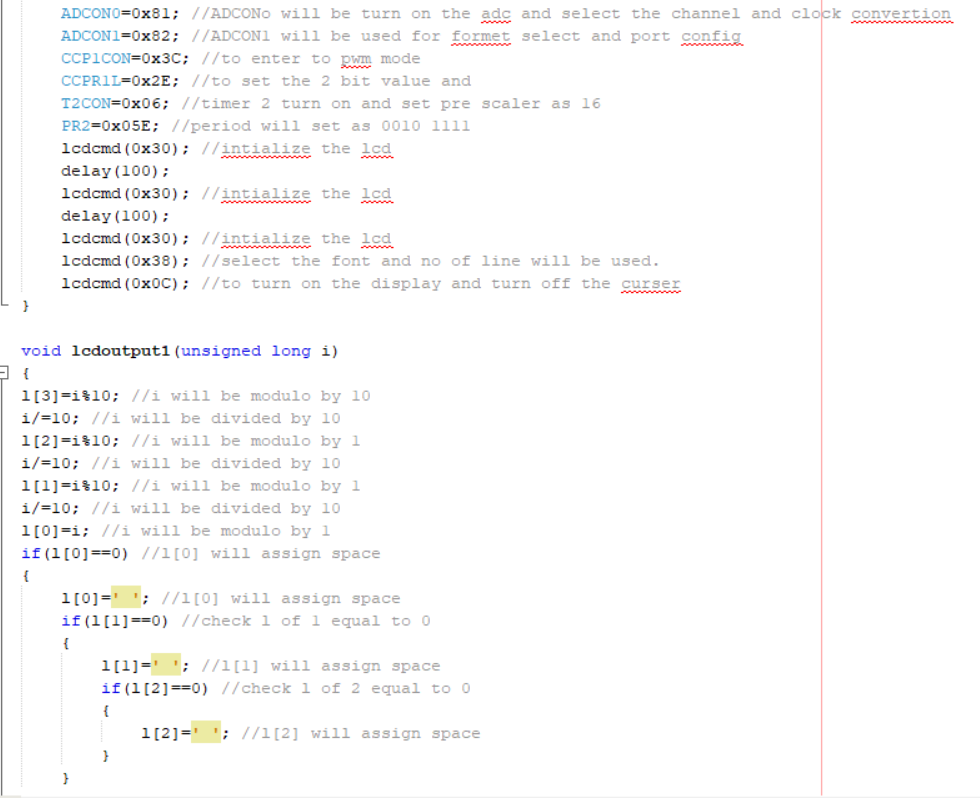 ADCON0=0x81; //ADCONo will be turn on the adc and select the channel and clock convertion
ADCON1=0x82; //ADCON1 will be used for formet select and port config
CCP1CON=0x3C; //to enter to pwm mode
CCPR1L=0x2E; //to set the 2 bit value and
T2CON=0x06; //timer 2 turn on and set pre scaler as 16
PR2=0x05E; //period will set as 0010 1111
lcdcmd(0x30); //intialize the lcd
delay(100);
lcdcmd(0x30); //intialize the lcd
delay(100);
lcdcmd(0x30); //intialize the lcd
lcdcmd(0x38); //select the font and no of line will be used.
lcdcmd(0x0C); //to turn on the display and turn off the curser
}
void lcdoutput1(unsigned long i)
{
l[3]=i%10; //i will be modulo by 10
i/=10; //i will be divided by 10
l[2]=i%10; //i will be modulo by 1
i/=10; //i will be divided by 10
l[1]=i%10; //i will be modulo by 1
i/=10; //i will be divided by 10
l[0]=i; //i will be modulo by 1
if(l[0]==0) //l[0] will assign space
{
l[0]=' '; //l[0] will assign space
if(l[1]==0) //check l of 1 equal to 0
{
l[1]=' '; //l[1] will assign space
if(l[2]==0) //check l of 2 equal to 0
{
l[2]=' '; //l[2] will assign space
}
}